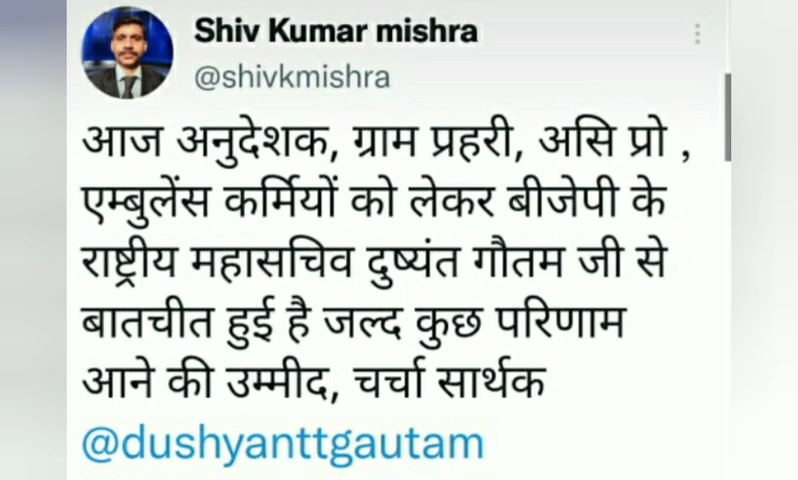 Shiv Kumar mishra
@shivkmishra
आज अनुदेशक, ग्राम प्रहरी, असि प्रो ,
एम्बुलेंस कर्मियों को लेकर बीजेपी के
राष्ट्रीय महासचिव दुष्यंत गौतम जी से
बातचीत हुई है जल्द कुछ परिणाम
आने की उम्मीद, चर्चा सार्थक
@dushyanttgautam